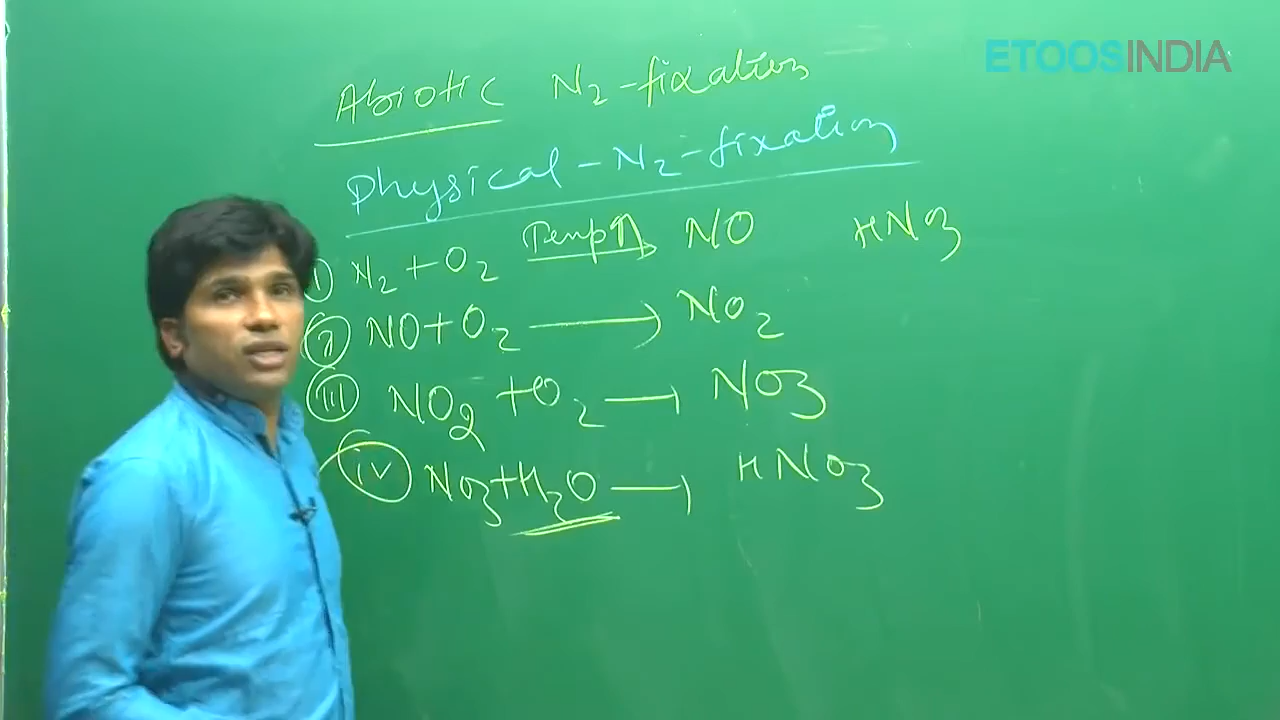 ETOOSINDIA
Abiotic N2-fixation
Physical-N2-fixation
(i) N2 + O2 Temp↑→ NO HNO3
(ii) NO + O2 → NO2
(iii) NO2 + O2 → NO3
(iv) NO3 + H2O → HNO3